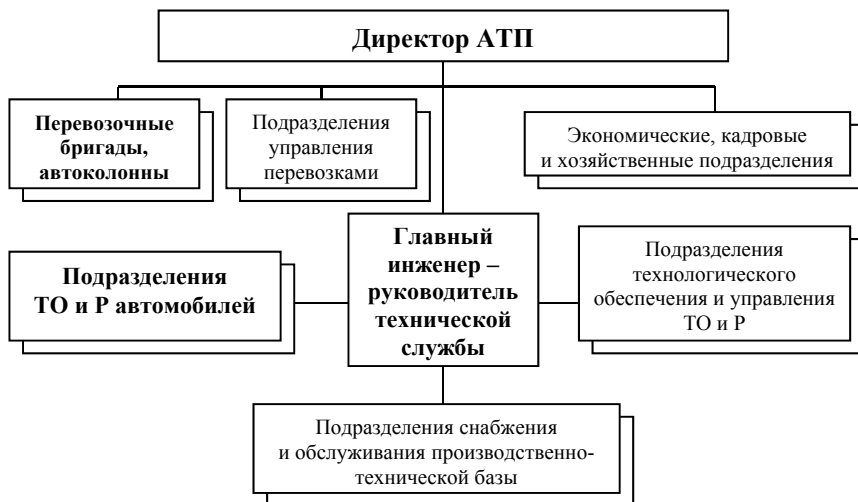 Директор АТП
Перевозочные
бригады,
автоколонны
Подразделения
управления
перевозками
Экономические, кадровые
и хозяйственные подразделения
Подразделения
ТО и Р автомобилей
Главный
инженер –
руководитель
технической
службы
Подразделения
технологического
обеспечения и управления
ТО и Р
Подразделения снабжения
и обслуживания производственно-
технической базы